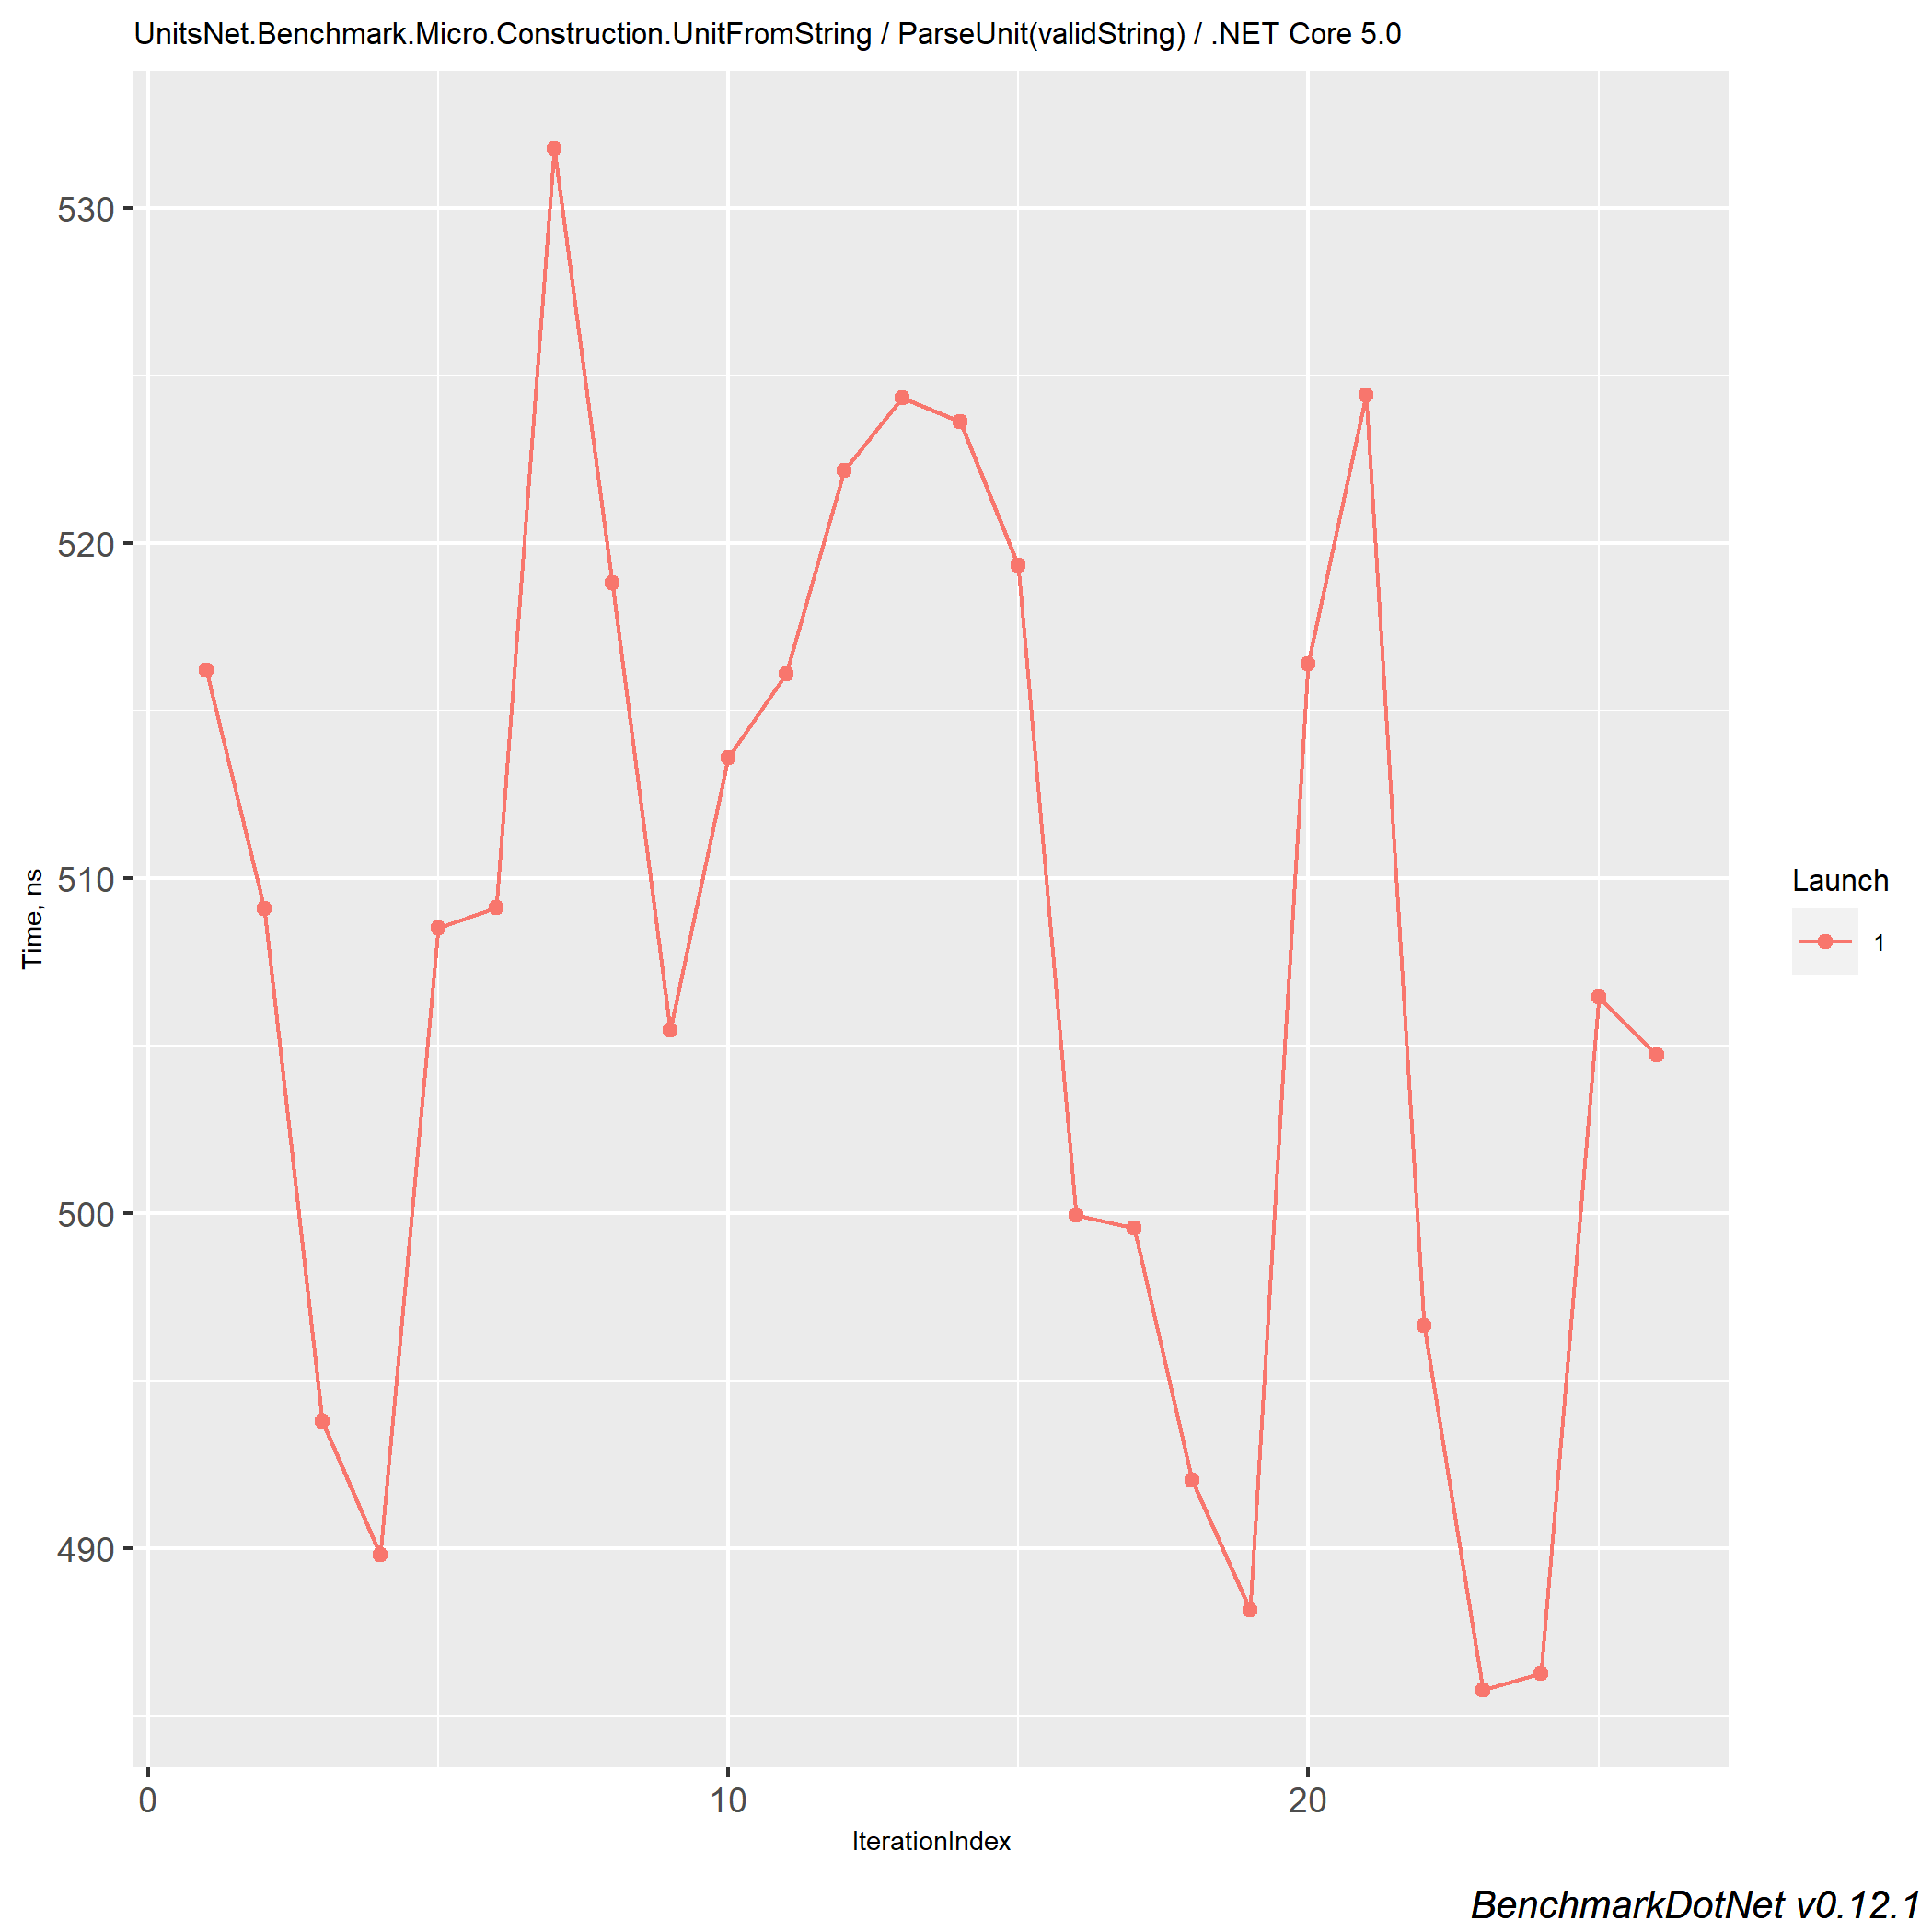 UnitsNet.Benchmark.Micro.Construction.UnitFromString / ParseUnit(validString) / .NET Core 5.0
Time, ns
530
520
510
500
490
0 10 20
IterationIndex
Launch
1
BenchmarkDotNet v0.12.1